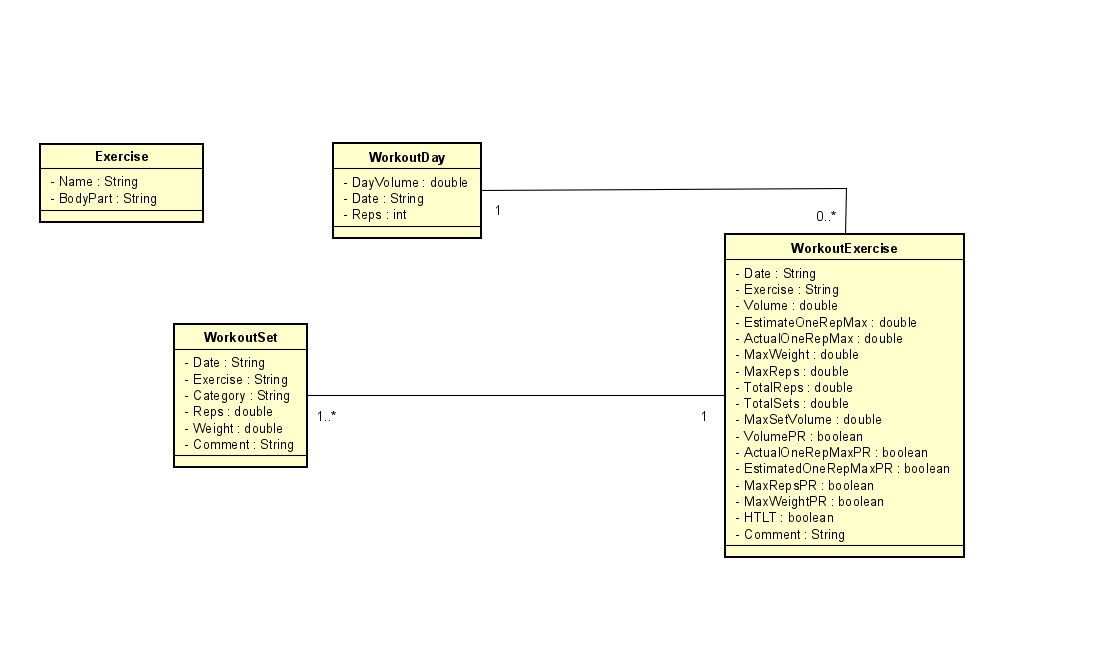 Exercise
- Name : String
- BodyPart : String
WorkoutDay
- DayVolume : double
- Date : String
- Reps : int
1
0..*
WorkoutExercise
- Date : String
- Exercise : String
- Volume : double
- EstimateOneRepMax : double
- ActualOneRepMax : double
- MaxWeight : double
- MaxReps : double
- TotalReps : double
- TotalSets : double
- MaxSetVolume : double
- VolumePR : boolean
- ActualOneRepMaxPR : boolean
- EstimatedOneRepMaxPR : boolean
- MaxRepsPR : boolean
- MaxWeightPR : boolean
- HTLT : boolean
- Comment : String
WorkoutSet
- Date : String
- Exercise : String
- Category : String
- Reps : double
- Weight : double
- Comment : String
1..*
1